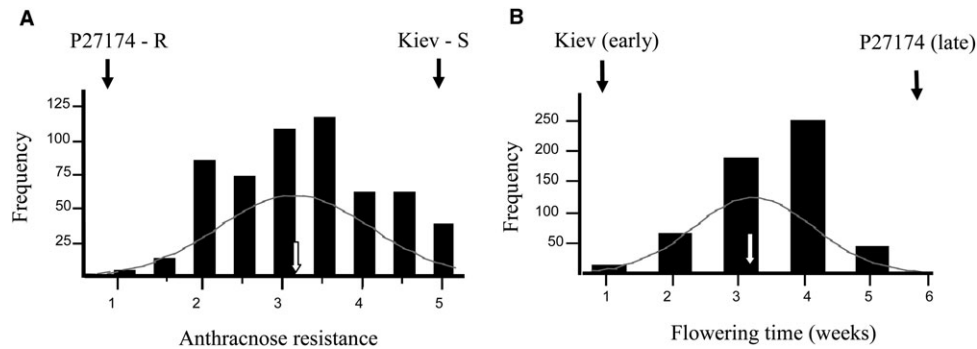 A
P27174 - R
Kiev - S
Frequency
125
100
75
50
25
1
2
3
4
5
Anthracnose resistance
B
Kiev (early)
P27174 (late)
Frequency
250
200
150
100
50
1
2
3
4
5
6
Flowering time (weeks)